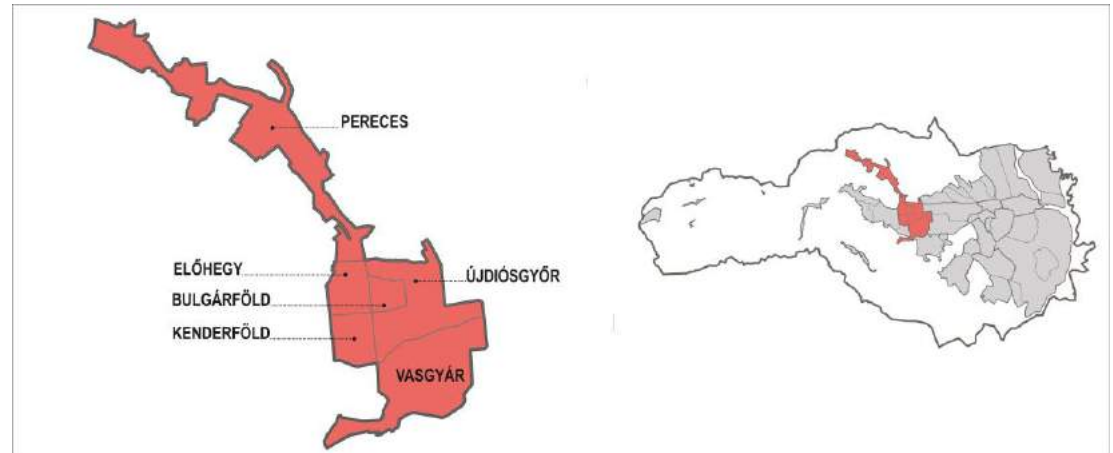 PERECES
ELŐHEGY
ÚJDIÓSGYŐR
BULGÁRFÖLD
KENDERFÖLD
VASGYÁR